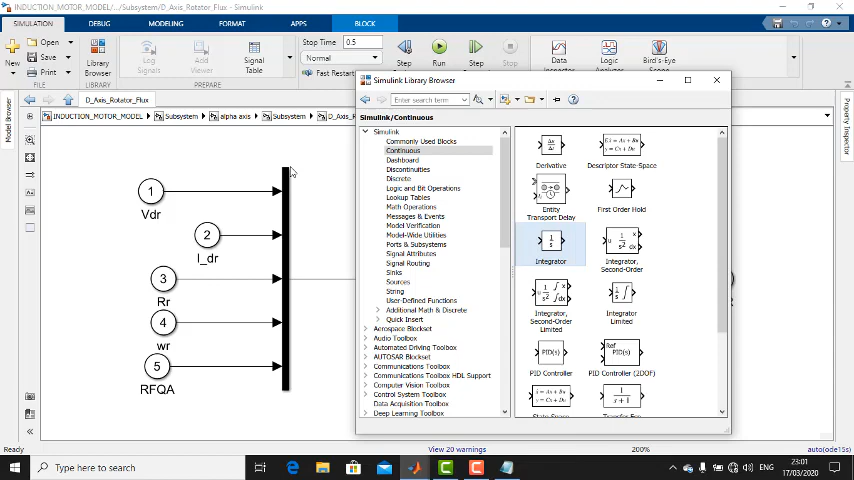 INDUCTION_MOTOR_MODEL/.../Subsystem/D_Axis_Rotator_Flux - Simulink
SIMULATION
DEBUG
MODELING
FORMAT
APPS
BLOCK
New
Open
Save
Print
FILE
Library
Browser
LIBRARY
Log
Signals
Add
Viewer
Signal
Table
PREPARE
Stop Time 0.5
Normal
Fast Restart
Step
Run
Step
Stop
Data
Inspector
Logic
Analyzer
Bird's-Eye
Scope
D_Axis_Rotator_Flux
INDUCTION_MOTOR_MODEL
Subsystem
alpha axis
Subsystem
Model Browser
Property Inspector
1
Vdr
2
I_dr
3
Rr
4
wr
5
RFQA
Simulink Library Browser
Enter search term
Simulink/Continuous
Simulink
Commonly Used Blocks
Continuous
Dashboard
Discontinuities
Discrete
Logic and Bit Operations
Lookup Tables
Math Operations
Messages & Events
Model Verification
Model-Wide Utilities
Ports & Subsystems
Signal Attributes
Signal Routing
Sinks
Sources
String
User-Defined Functions
Additional Math & Discrete
Quick Insert
Aerospace Blockset
Audio Toolbox
Automated Driving Toolbox
AUTOSAR Blockset
Communications Toolbox
Communications Toolbox HDL Support
Computer Vision Toolbox
Control System Toolbox
Data Acquisition Toolbox
Deep Learning Toolbox
Derivative
Descriptor State-Space
Entity
Transport Delay
First Order Hold
Integrator
Integrator,
Second-Order
Integrator,
Second-Order
Limited
Integrator
Limited
PID(s)
PID Controller
Ref
PID(s)
PID Controller (2DOF)
State-Space
Transfer Fcn
Ready
View 20 warnings
200%
auto(ode15s)
Type here to search
ENG
23:01
17/03/2020